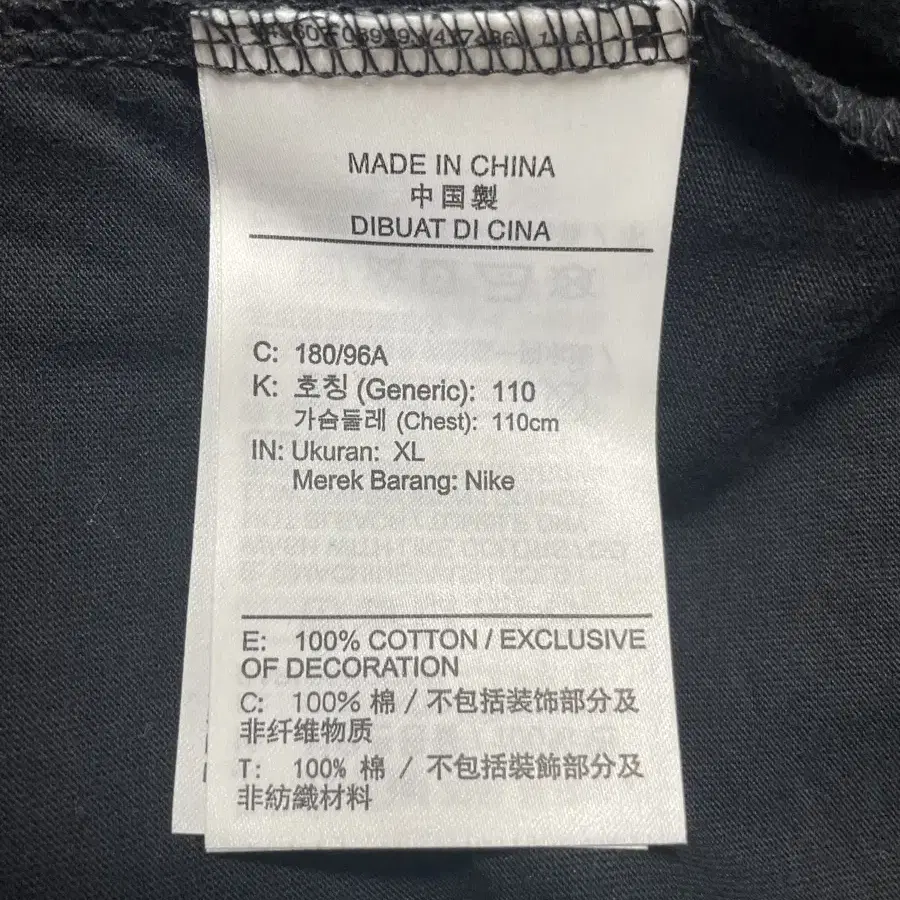 MADE IN CHINA
中国製
DIBUAT DI CINA
C: 180/96A
K: 호칭 (Generic): 110
가슴둘레 (Chest): 110cm
IN: Ukuran: XL
Merek Barang: Nike
E: 100% COTTON / EXCLUSIVE
OF DECORATION
C: 100% 棉 / 不包括装饰部分及
非纤维物质
T: 100% 棉 / 不包括裝飾部分及
非紡織材料